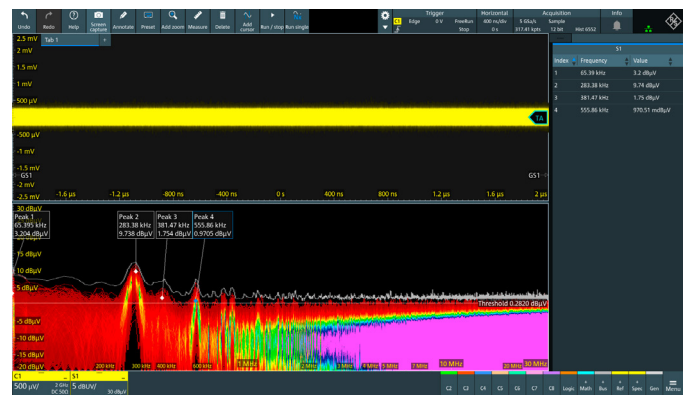 Undo Redo Help Screen capture Annotate Preset Add zoom Measure Delete Add cursor Run / stop Run single
Trigger Horizontal Acquisition Info
C1 Edge 0 V FreeRun 400 ns/div 5 GSa/s Sample
Stop 0 s 317.41 kpts 12 bit Hist 6552
Tab 1
2.5 mV
2 mV
1.5 mV
1 mV
500 µV
TA
-500 µV
-1 mV
-1.5 mV
GS1 GS1
-2 mV
-2.5 mV
-1.6 µs -1.2 µs -800 ns -400 ns 0 s 400 ns 800 ns 1.2 µs 1.6 µs 2 µs
S1
Index Frequency Value
1 65.39 kHz 3.2 dBµV
2 283.38 kHz 9.74 dBµV
3 381.47 kHz 1.75 dBµV
4 555.86 kHz 970.51 mdBµV
30 dBµV
Peak 1 Peak 2 Peak 3 Peak 4
65.395 kHz 283.38 kHz 381.47 kHz 555.86 kHz
3.204 dBµV 9.738 dBµV 1.754 dBµV 0.9705 dBµV
15 dBµV
10 dBµV
5 dBµV
Threshold 0.2820 dBµV
-5 dBµV
-10 dBµV
-15 dBµV
-20 dBµV
200 kHz 300 kHz 400 kHz 600 kHz 1 MHz 2 MHz 3 MHz 5 MHz 7 MHz 10 MHz 20 MHz 30 MHz
C1 S1
500 µV/ 2 GHz DC 50Ω 5 dBUV/ 30 dBµV
C2 C3 C4 C5 C6 C7 C8 Logic Math Bus Ref Spec Gen Menu